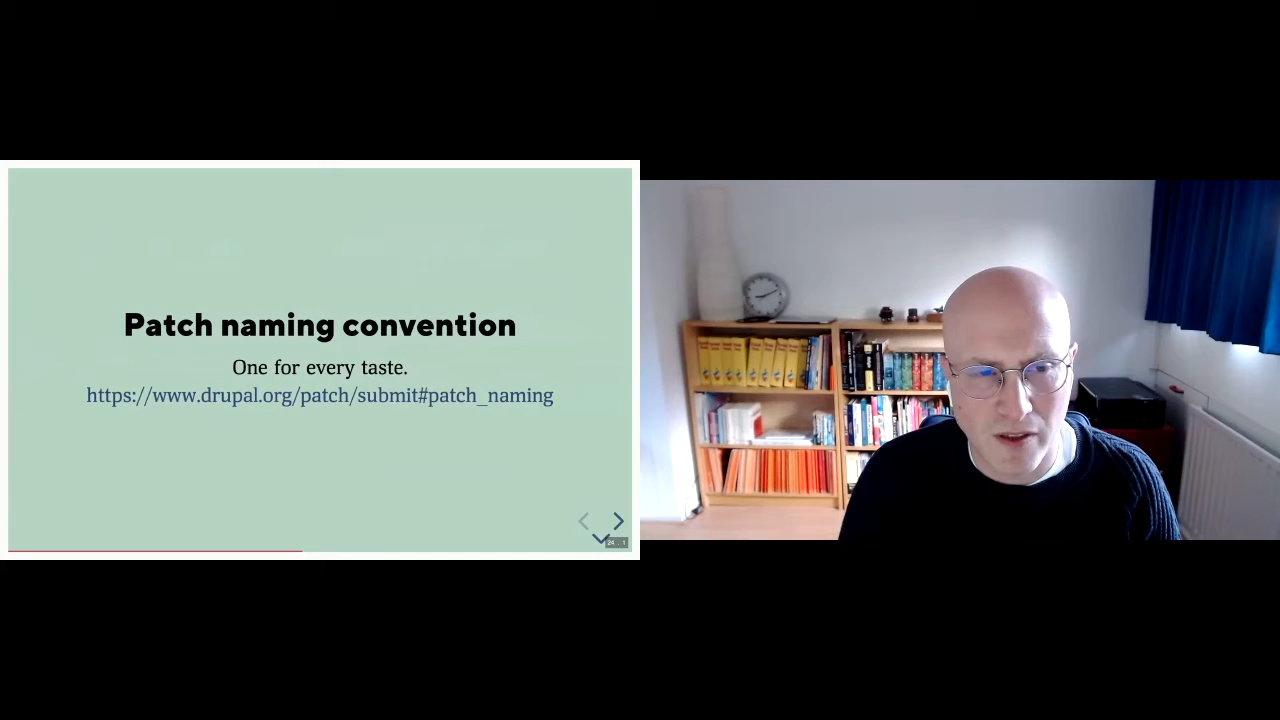 Patch naming convention
One for every taste.
https://www.drupal.org/patch/submit#patch_naming